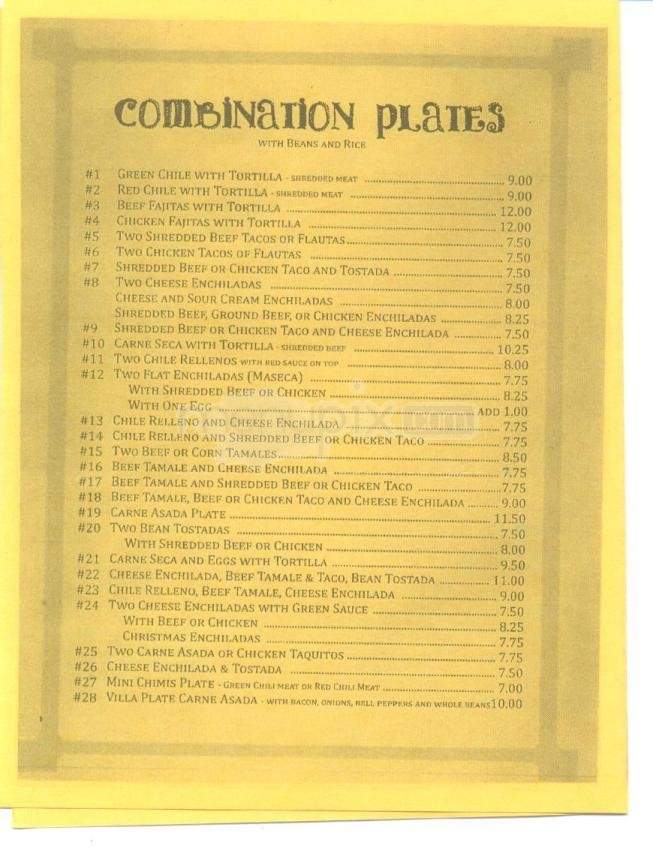 COMBINATION PLATES
WITH BEANS AND RICE
#1 GREEN CHILE WITH TORTILLA - SHREDDED MEAT 9.00
#2 RED CHILE WITH TORTILLA - SHREDDED MEAT 9.00
#3 BEEF FAJITAS WITH TORTILLA 12.00
#4 CHICKEN FAJITAS WITH TORTILLA 12.00
#5 TWO SHREDDED BEEF TACOS OR FLAUTAS 7.50
#6 TWO CHICKEN TACOS OF FLAUTAS 7.50
#7 SHREDDED BEEF OR CHICKEN TACO AND TOSTADA 7.50
#8 TWO CHEESE ENCHILADAS 7.50
CHEESE AND SOUR CREAM ENCHILADAS 8.00
SHREDDED BEEF, GROUND BEEF, OR CHICKEN ENCHILADAS 8.25
#9 SHREDDED BEEF OR CHICKEN TACO AND CHEESE ENCHILADA 7.50
#10 CARNE SECA WITH TORTILLA - SHREDDED BEEF 10.25
#11 TWO CHILE RELLENOS WITH RED SAUCE ON TOP 8.00
#12 TWO FLAT ENCHILADAS (MASECA) 7.75
WITH SHREDDED BEEF OR CHICKEN 8.25
WITH ONE EGG ADD 1.00
#13 CHILE RELLENO AND CHEESE ENCHILADA 7.75
#14 CHILE RELLENO AND SHREDDED BEEF OR CHICKEN TACO 7.75
#15 TWO BEEF OR CORN TAMALES 8.50
#16 BEEF TAMALE AND CHEESE ENCHILADA 7.75
#17 BEEF TAMALE AND SHREDDED BEEF OR CHICKEN TACO 7.75
#18 BEEF TAMALE, BEEF OR CHICKEN TACO AND CHEESE ENCHILADA 9.00
#19 CARNE ASADA PLATE 11.50
#20 TWO BEAN TOSTADAS 7.50
WITH SHREDDED BEEF OR CHICKEN 8.00
#21 CARNE SECA AND EGGS WITH TORTILLA 9.50
#22 CHEESE ENCHILADA, BEEF TAMALE & TACO, BEAN TOSTADA 11.00
#23 CHILE RELLENO, BEEF TAMALE, CHEESE ENCHILADA 9.00
#24 TWO CHEESE ENCHILADAS WITH GREEN SAUCE 7.50
WITH BEEF OR CHICKEN 8.25
CHRISTMAS ENCHILADAS 7.75
#25 TWO CARNE ASADA OR CHICKEN TAQUITOS 7.75
#26 CHEESE ENCHILADA & TOSTADA 7.50
#27 MINI CHIMIS PLATE - GREEN CHILI MEAT OR RED CHILI MEAT 7.00
#28 VILLA PLATE CARNE ASADA - WITH BACON, ONIONS, BELL PEPPERS AND WHOLE BEANS 10.00